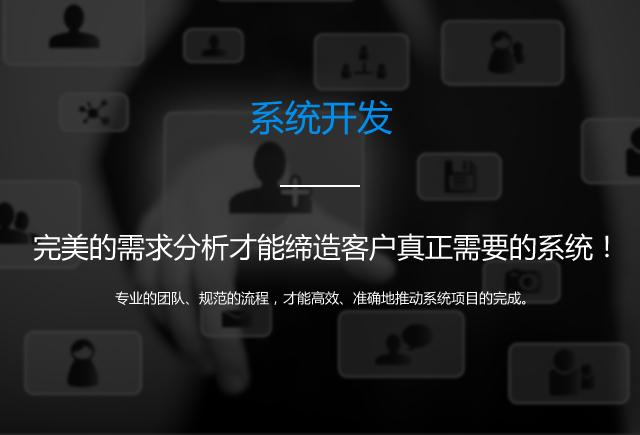 系统开发
完美的需求分析才能缔造客户真正需要的系统！
专业的团队、规范的流程，才能高效、准确地推动系统项目的完成。